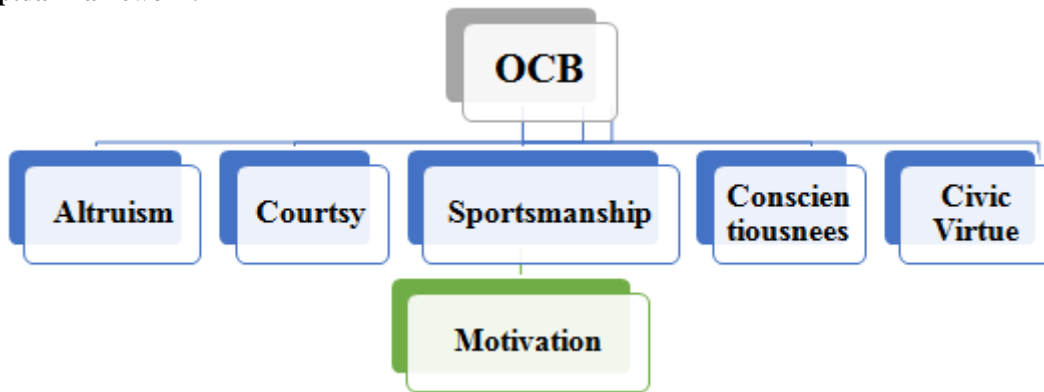 OCB
Altruism
Courtsy
Sportsmanship
Conscien
tiousnees
Civic
Virtue
Motivation